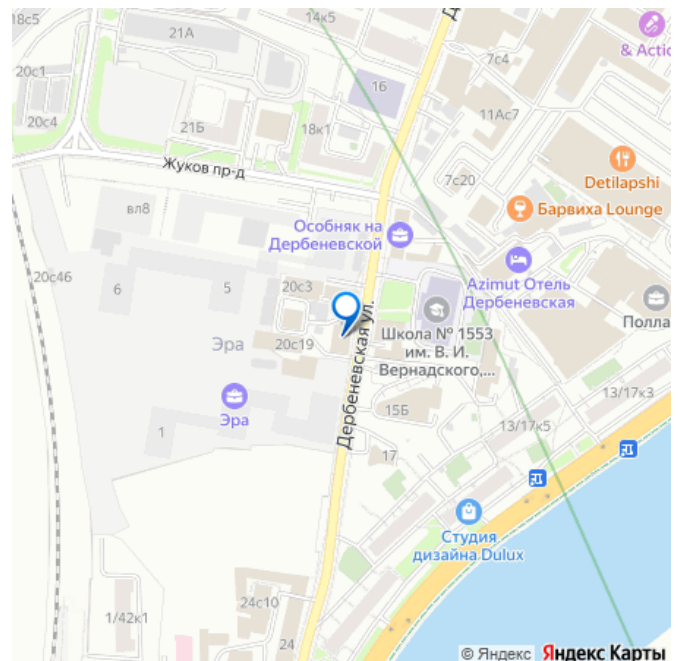 18с5
14к5
Д
21А
& Actio
7с4
20с1
16
11Ас7
20с4
21Б
18к1
Detilapshi
Жуков пр-д
7с20
вл8
Барвиха Lounge
Особняк на
Дербеневской
20с46
6
5
20с3
Azimut Отель
Дербеневская
Полла
Эра
20с19
Дербеневская ул.
Школа № 1553
им. В. И.
Вернадского,...
13/17к3
Эра
1
15Б
13/17к5
17
Студия
дизайна Dulux
24с10
1/42к1
24
© Яндекс Яндекс Карты